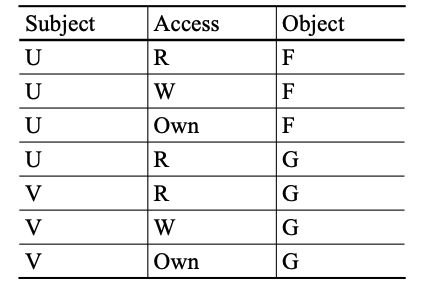 Subject Access Object
U R F
U W F
U Own F
U R G
V R G
V W G
V Own G